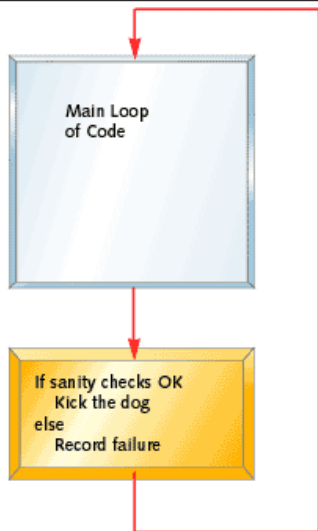 Main Loop
of Code
If sanity checks OK
Kick the dog
else
Record failure